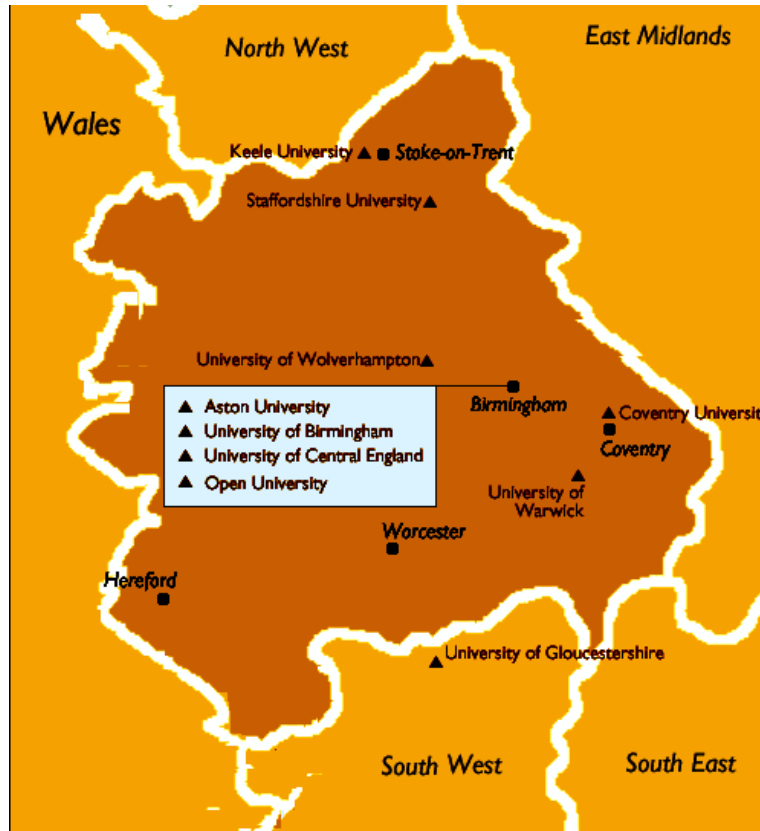 North West
East Midlands
Wales
Keele University
Stoke-on-Trent
Staffordshire University
University of Wolverhampton
Birmingham
Aston University
University of Birmingham
University of Central England
Open University
Coventry Universit
Coventry
University of
Warwick
Worcester
Hereford
University of Gloucestershire
South West
South East